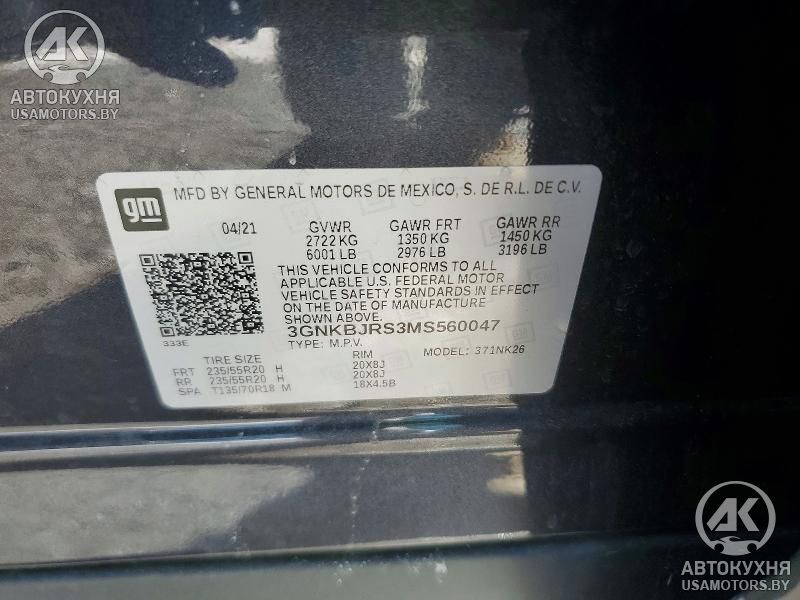 АВТОКУХНЯ
USAMOTORS.BY
gm
MFD BY GENERAL MOTORS DE MEXICO, S. DE R.L. DE C.V.
04/21 GVWR GAWR FRT GAWR RR
2722 KG 1350 KG 1450 KG
6001 LB 2976 LB 3196 LB
THIS VEHICLE CONFORMS TO ALL
APPLICABLE U.S. FEDERAL MOTOR
VEHICLE SAFETY STANDARDS IN EFFECT
ON THE DATE OF MANUFACTURE
333E
3GNKBJRS3MS560047
TYPE: M.P.V. MODEL: 371NK26
TIRE SIZE RIM
FRT 235/55R20 H 20X8J
RR 235/55R20 H 20X8J
SPA T135/70R18 M 18X4.5B
АВТОКУХНЯ
USAMOTORS.BY